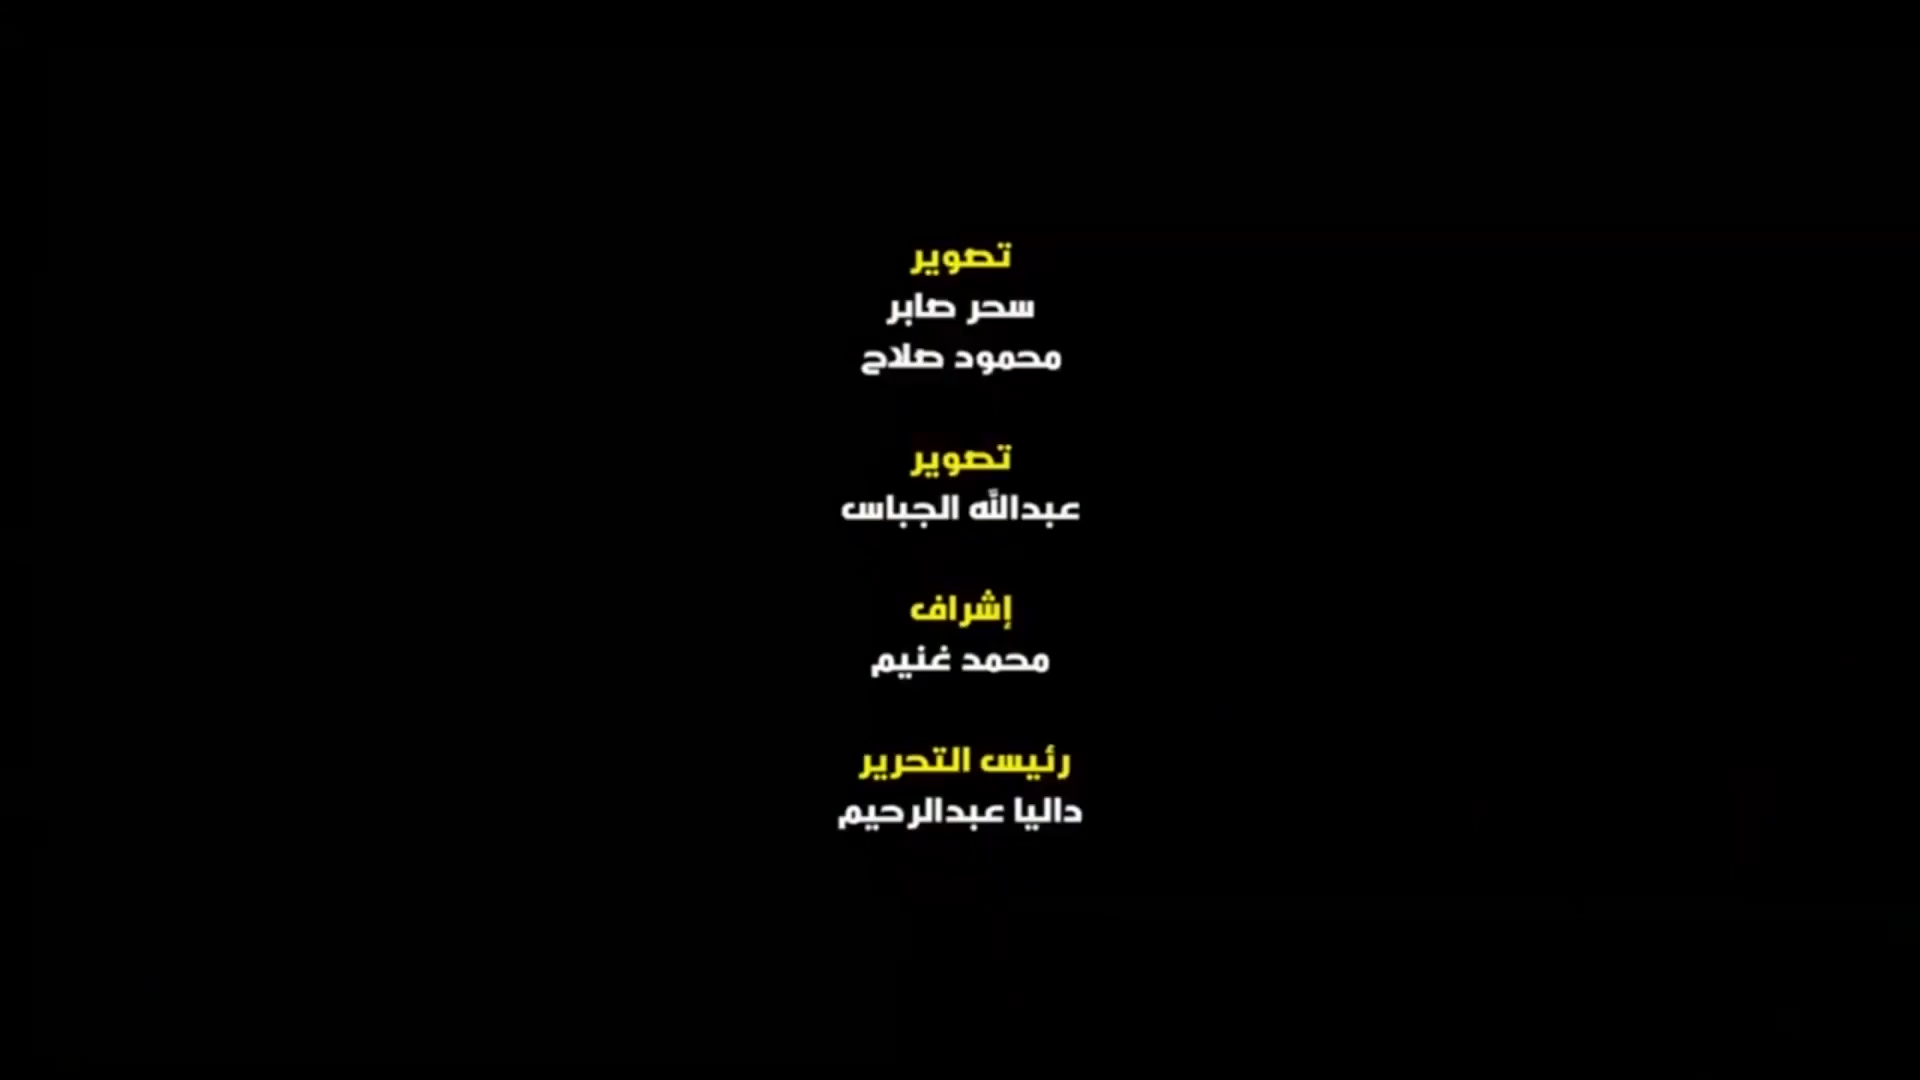 تصوير
سحر صابر
محمود صلاح
تصوير
عبدالله الجباس
إشراف
محمد غنيم
رئيس التحرير
داليا عبدالرحيم